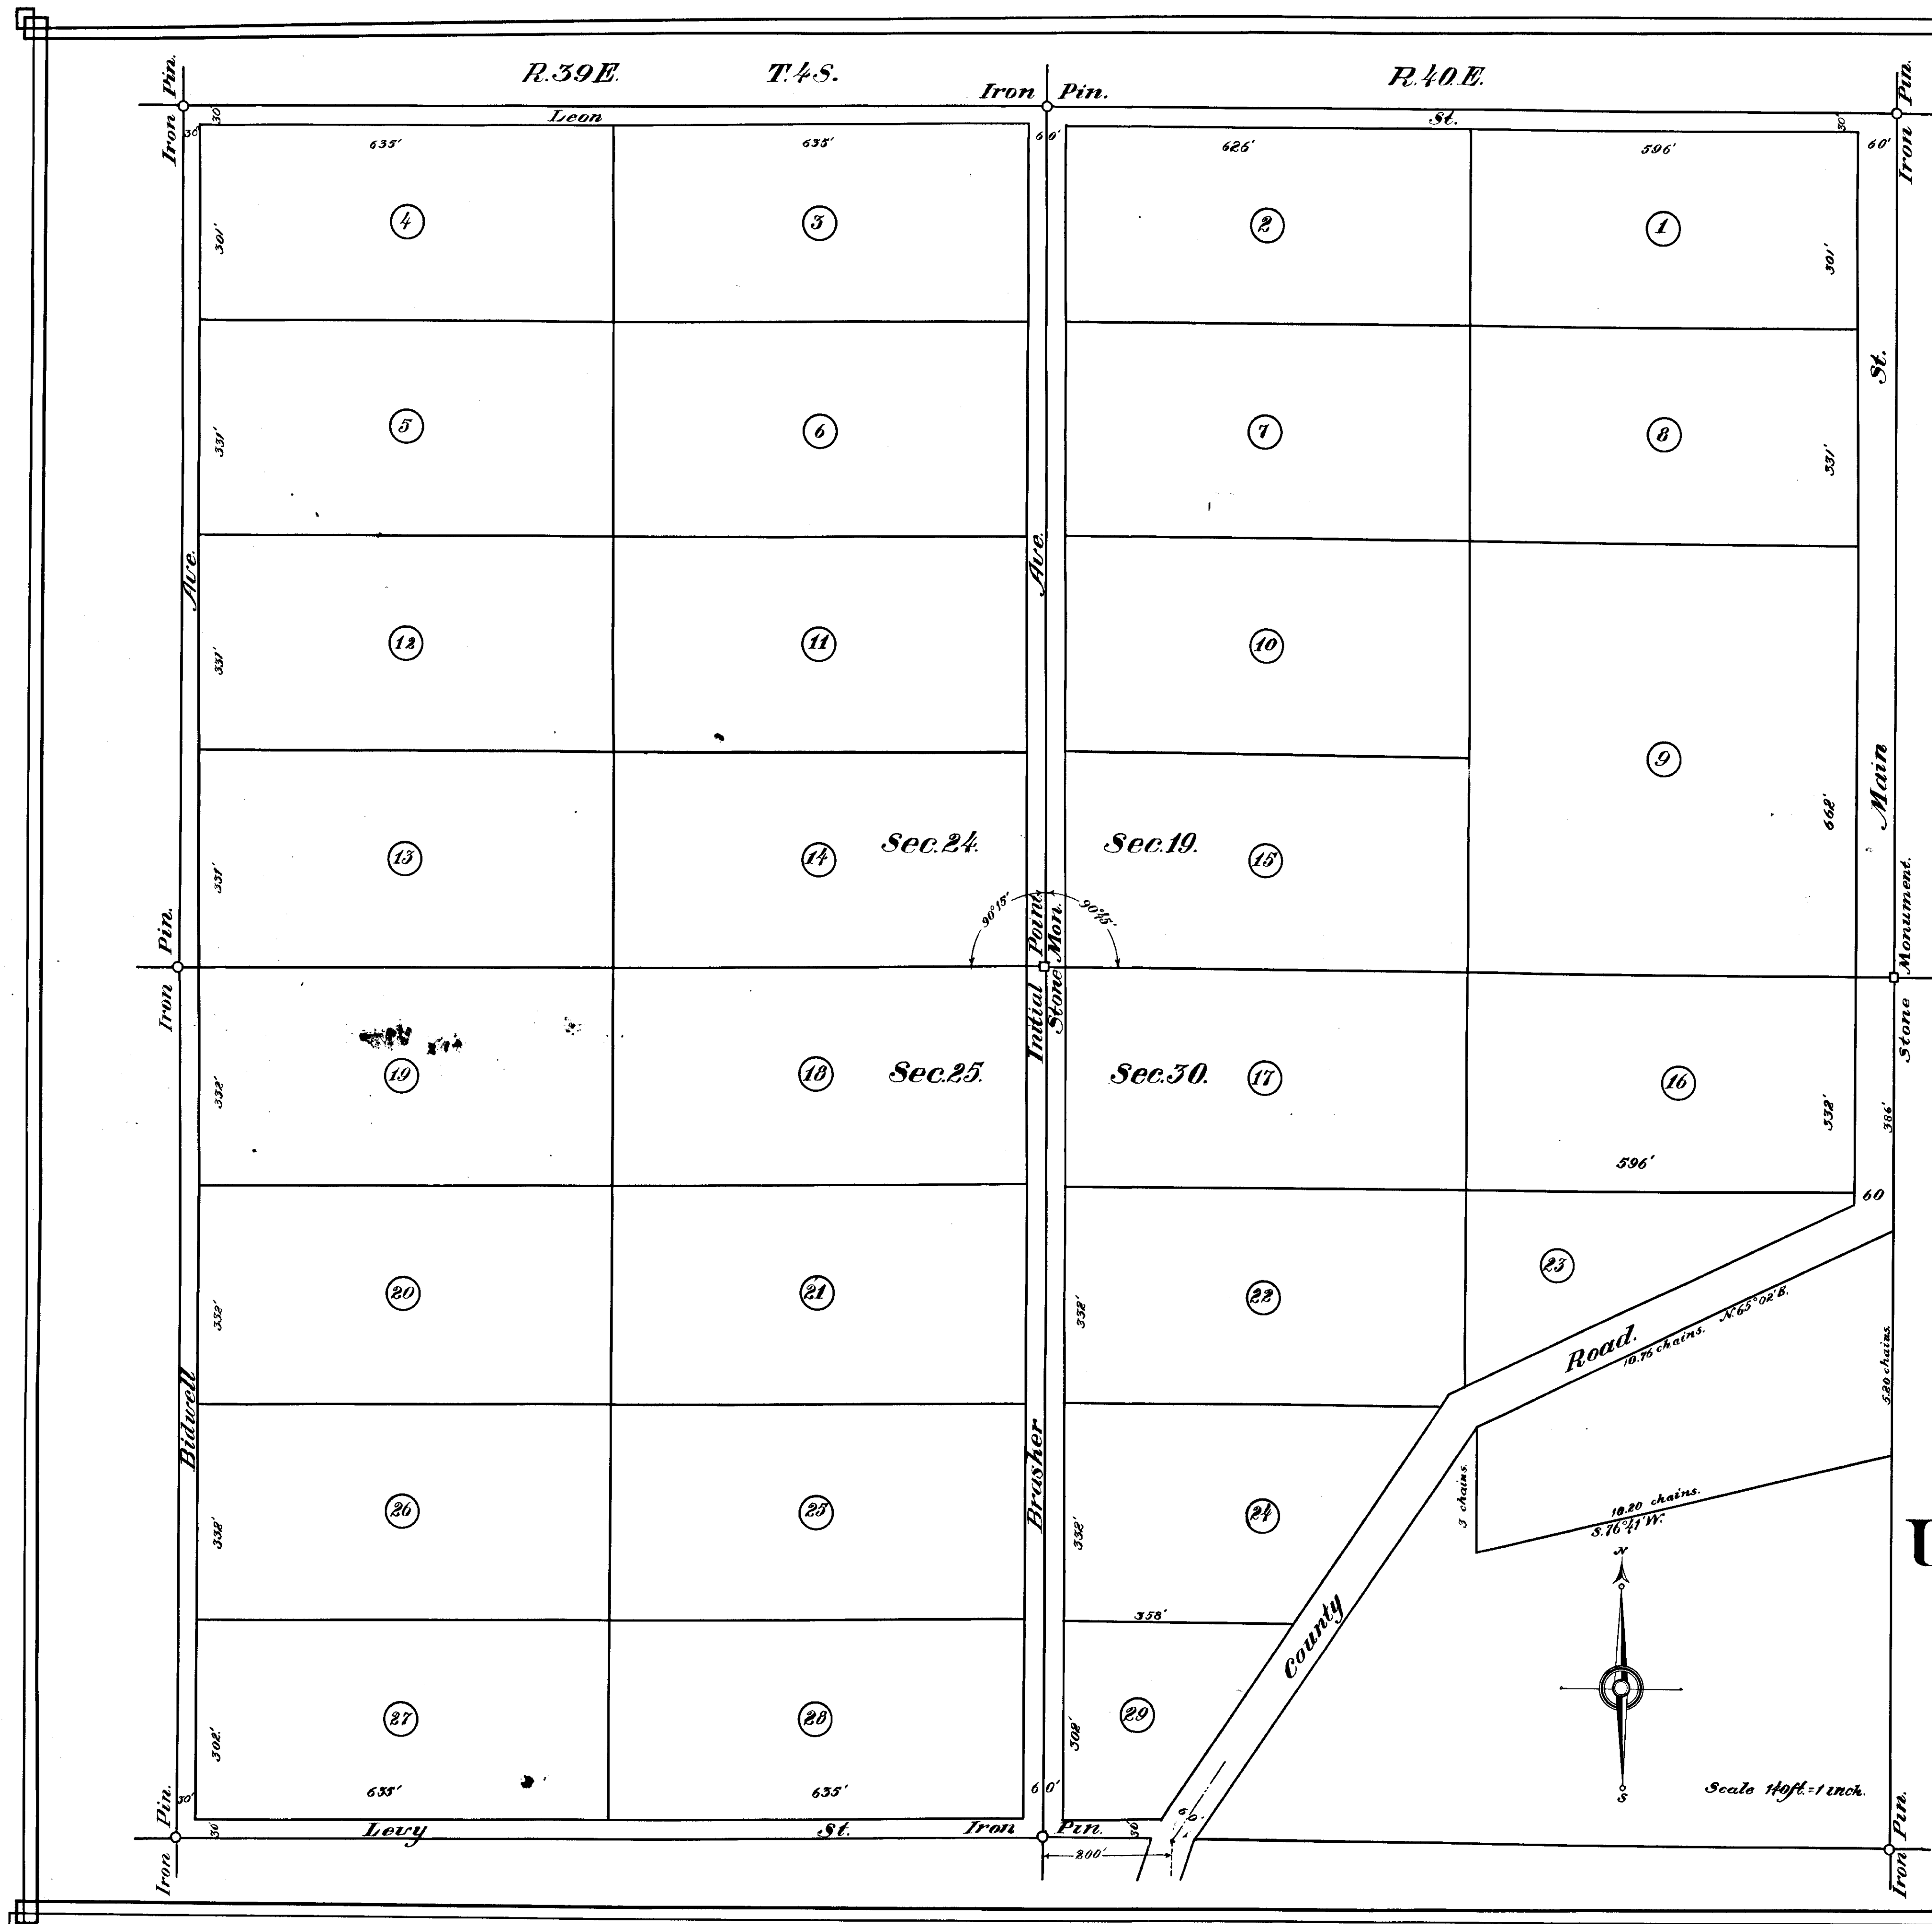 R.39E. T.4S. R.40.E.
Iron Pin.
Iron Pin.
Iron Pin.
Leon St.
30' 30' 60' 30' 60'
635' 635' 626' 596'
4 3 2 1
301' 301'
St.
5 6 7 8
331' 331'
Ave. Ave.
12 11 10
331'
9
Main
662'
13 14 Sec.24. Sec.19. 15
331'
90°15' 90°45'
Iron Pin.
Initial Point.
Stone Mon.
Stone Monument.
19 18 Sec.25. Sec.30. 17 16
332' 332' 386'
596'
60
20 21 22 23
332' 332'
N.65°02'E.
10.76 chains.
Road.
5.20 chains.
Bidwell
Brasher
26 25 24
332' 332'
3 chains.
10.20 chains.
S.76°41'W.
N
358'
County
27 28 29
302' 302'
S
Scale 140ft.=1 inch.
635' 635'
30' 60' 60'
30' 30'
Levy St.
Iron Pin.
Iron Pin.
Iron Pin.
200'
U